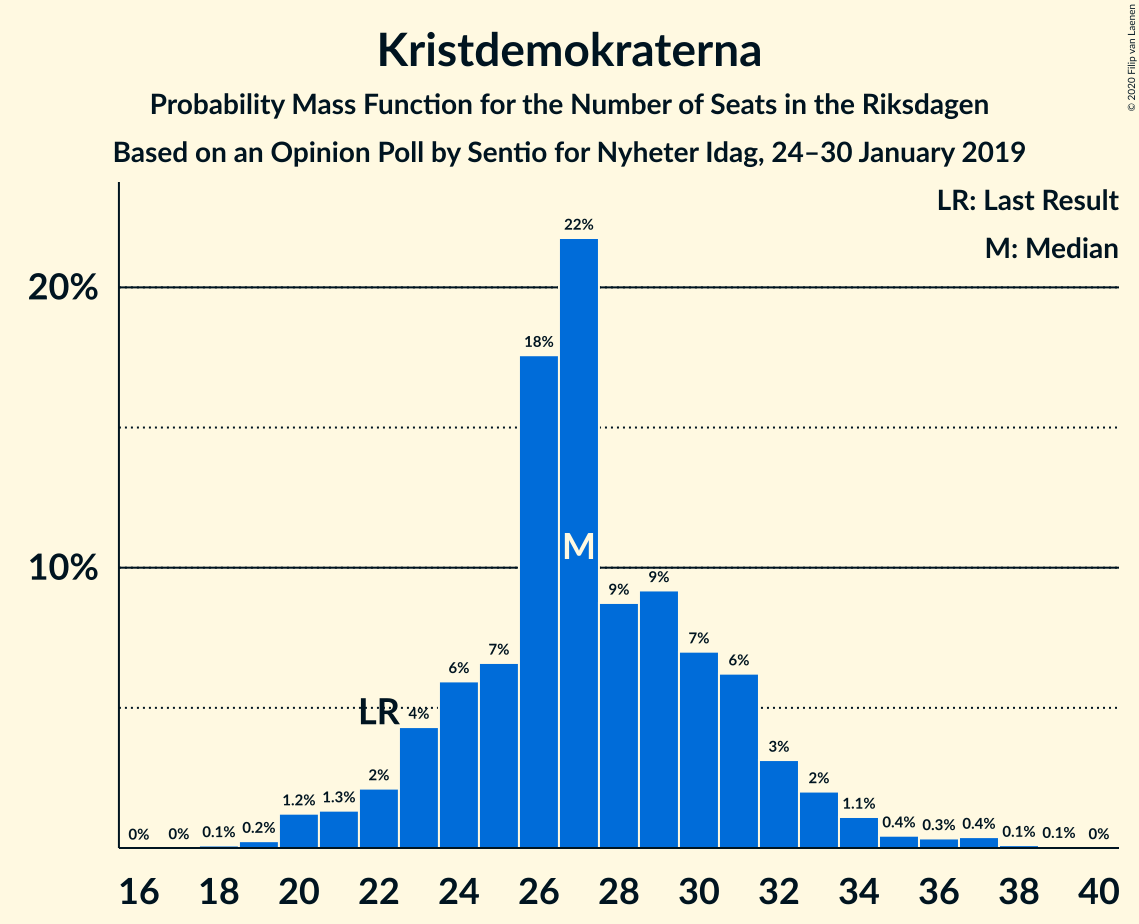 Kristdemokraterna
Probability Mass Function for the Number of Seats in the Riksdagen
Based on an Opinion Poll by Sentio for Nyheter Idag, 24–30 January 2019
© 2020 Filip van Laenen
LR: Last Result
M: Median
20%
10%
0% 0% 0.1% 0.2% 1.2% 1.3% 2% 4% 6% 7% 18% 22% 9% 9% 7% 6% 3% 2% 1.1% 0.4% 0.3% 0.4% 0.1% 0.1% 0%
LR
M
16 18 20 22 24 26 28 30 32 34 36 38 40